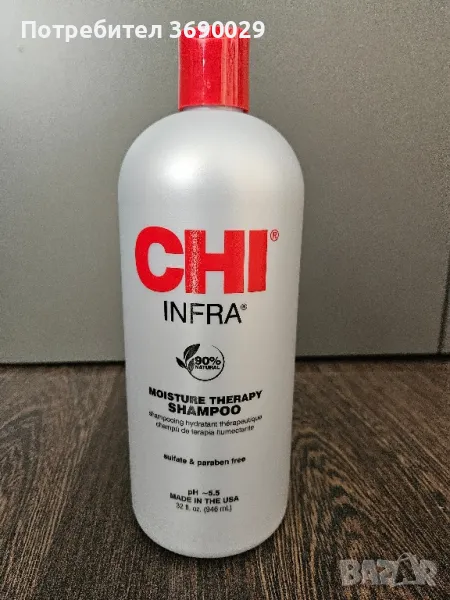 Потребител 3690029
CHI®
INFRA®
90%
NATURAL
MOISTURE THERAPY
SHAMPOO
shampooing hydratant thérapeutique
champú de terapia humectante
sulfate & paraben free
pH ~5.5
MADE IN THE USA
32 fl. oz. (946 mL)
BAZAR